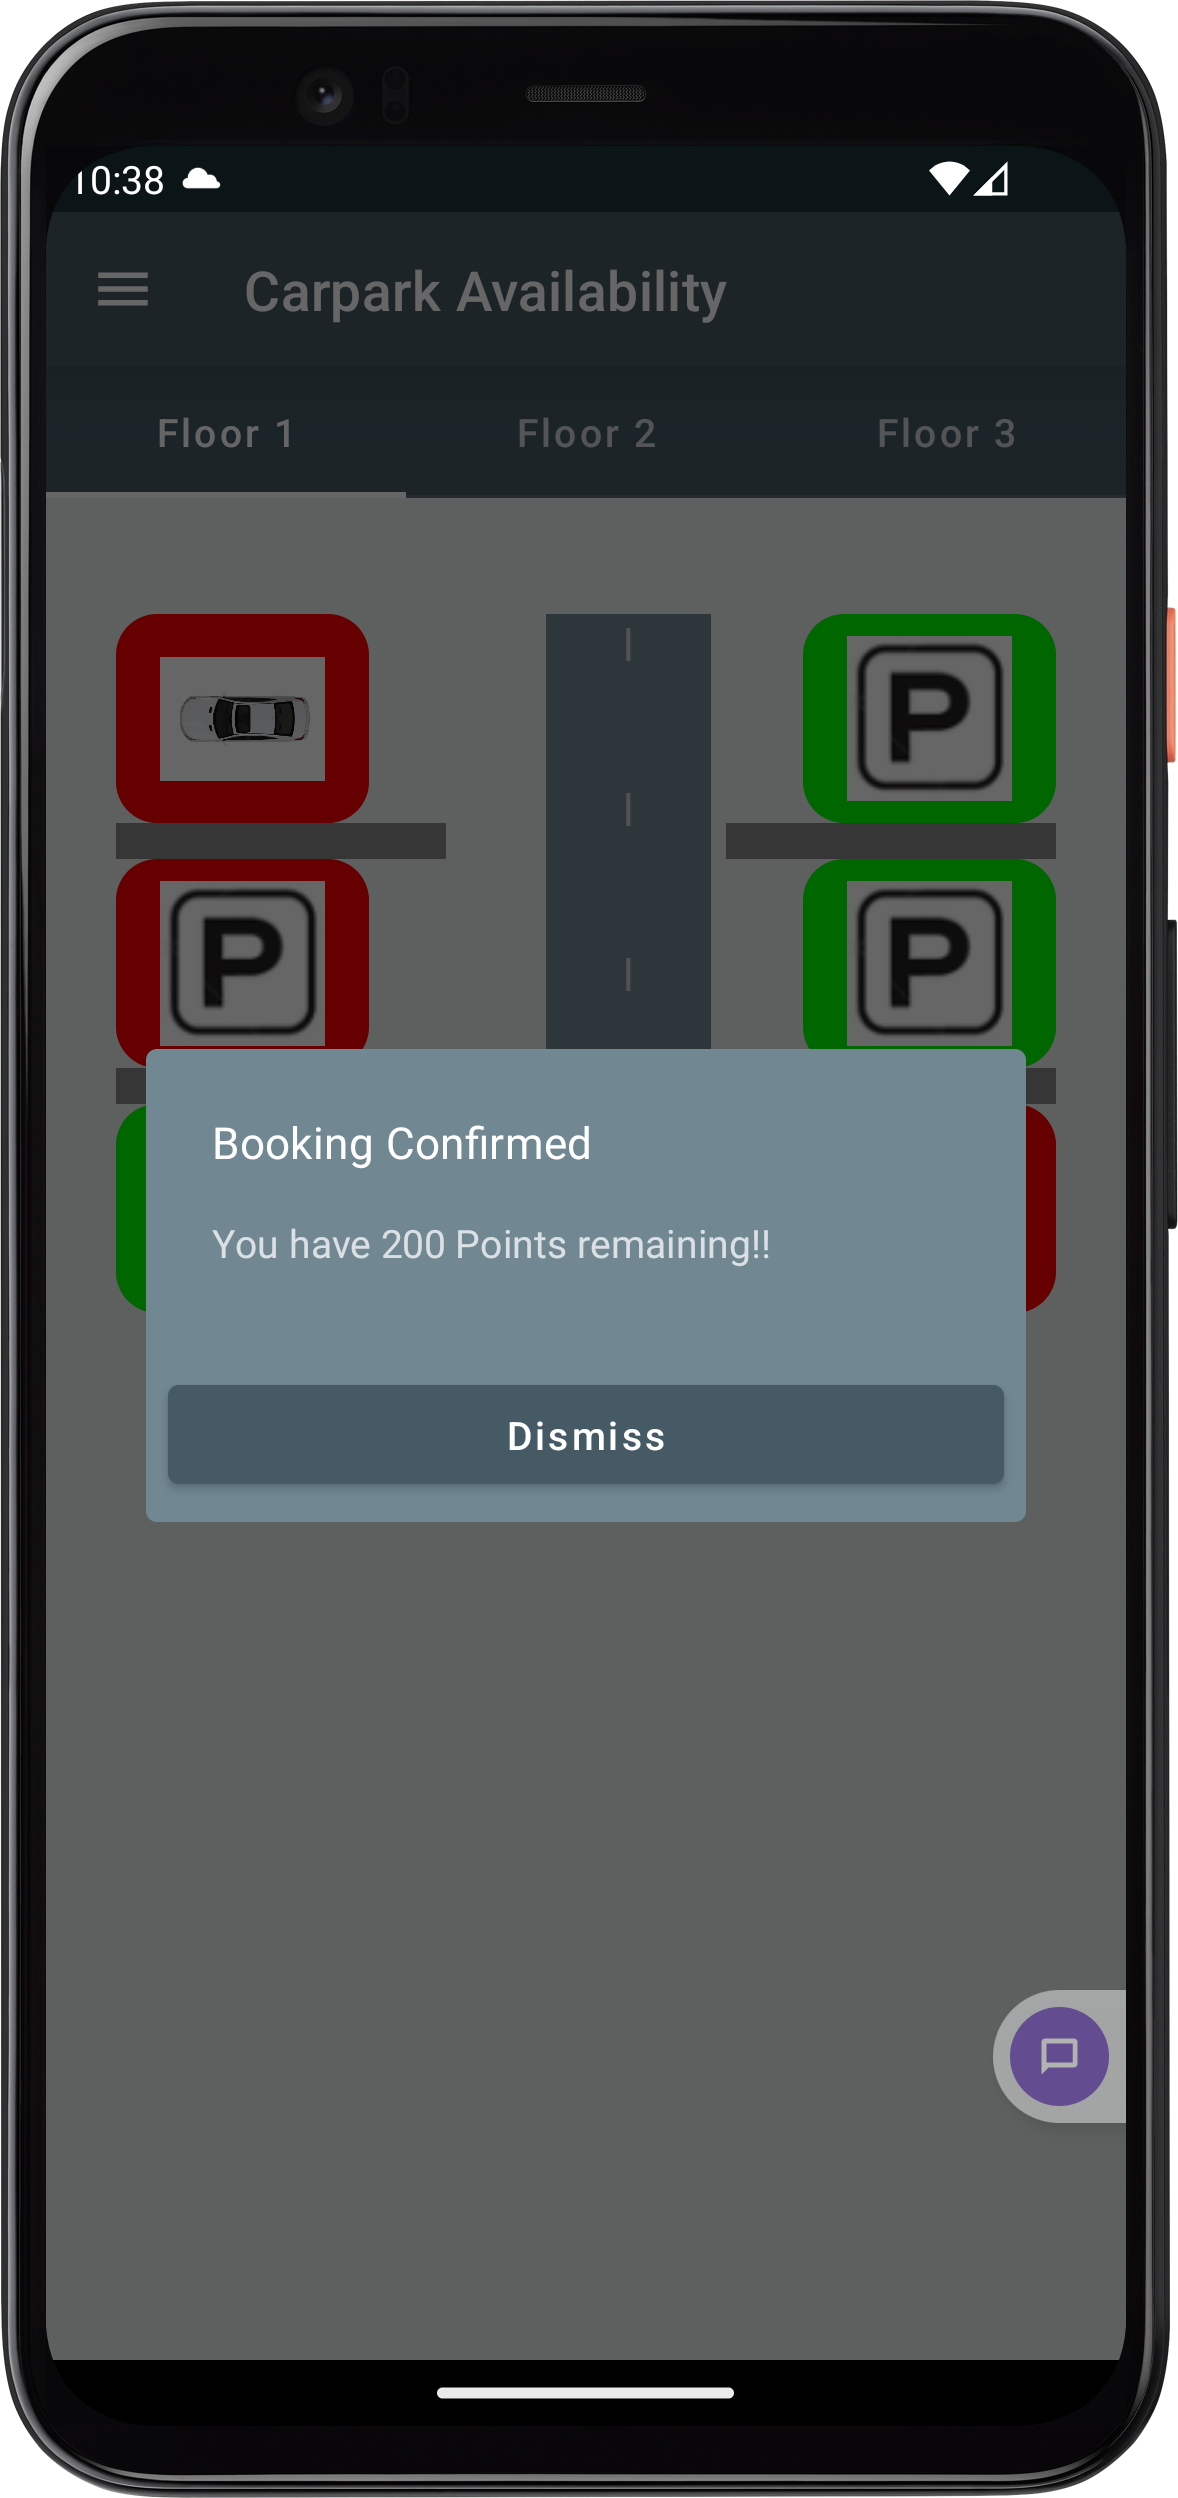 10:38
Carpark Availability
Floor 1 Floor 2 Floor 3
P
P P
Booking Confirmed
You have 200 Points remaining!!
Dismiss